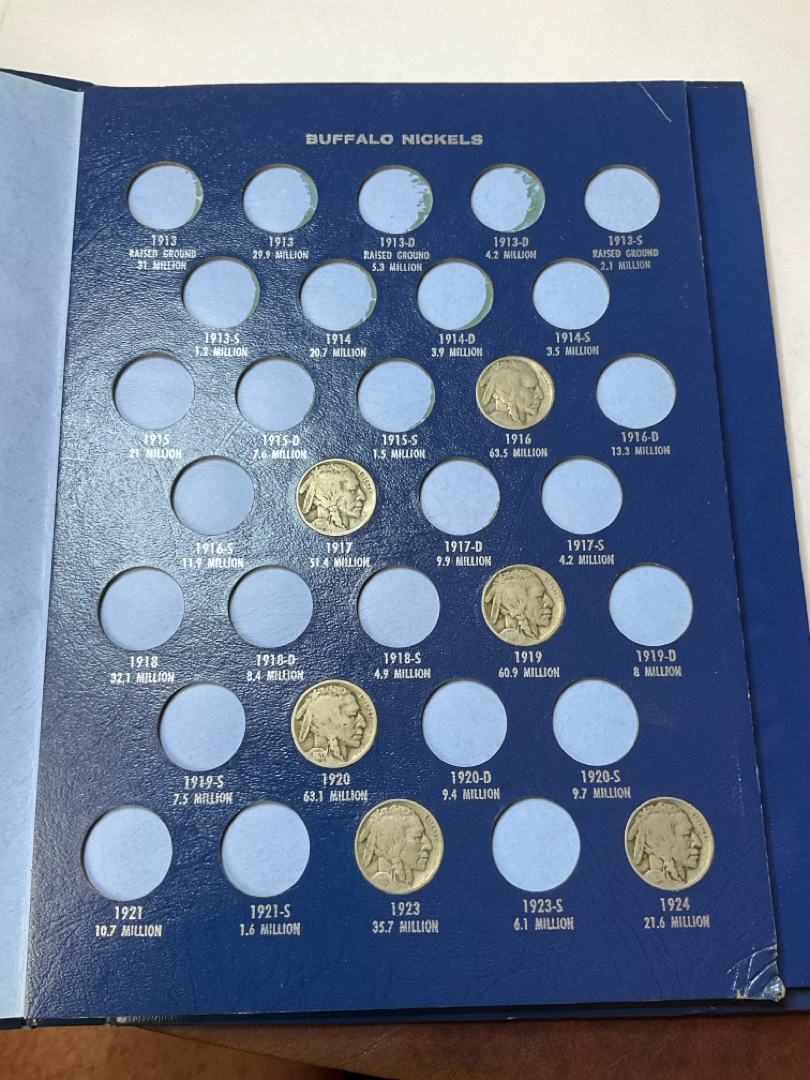 BUFFALO NICKELS
1913
RAISED GROUND
31 MILLION
1913
29.9 MILLION
1913-D
RAISED GROUND
5.3 MILLION
1913-D
4.2 MILLION
1913-S
RAISED GROUND
2.1 MILLION
1913-S
1.2 MILLION
1914
20.7 MILLION
1914-D
3.9 MILLION
1914-S
3.5 MILLION
1915
21 MILLION
1915-D
7.6 MILLION
1915-S
1.5 MILLION
1916
63.5 MILLION
1916-D
13.3 MILLION
1916-S
11.9 MILLION
1917
51.4 MILLION
1917-D
9.9 MILLION
1917-S
4.2 MILLION
1918
32.1 MILLION
1918-D
8.4 MILLION
1918-S
4.9 MILLION
1919
60.9 MILLION
1919-D
8 MILLION
1919-S
7.5 MILLION
1920
63.1 MILLION
1920-D
9.4 MILLION
1920-S
9.7 MILLION
1921
10.7 MILLION
1921-S
1.6 MILLION
1923
35.7 MILLION
1923-S
6.1 MILLION
1924
21.6 MILLION